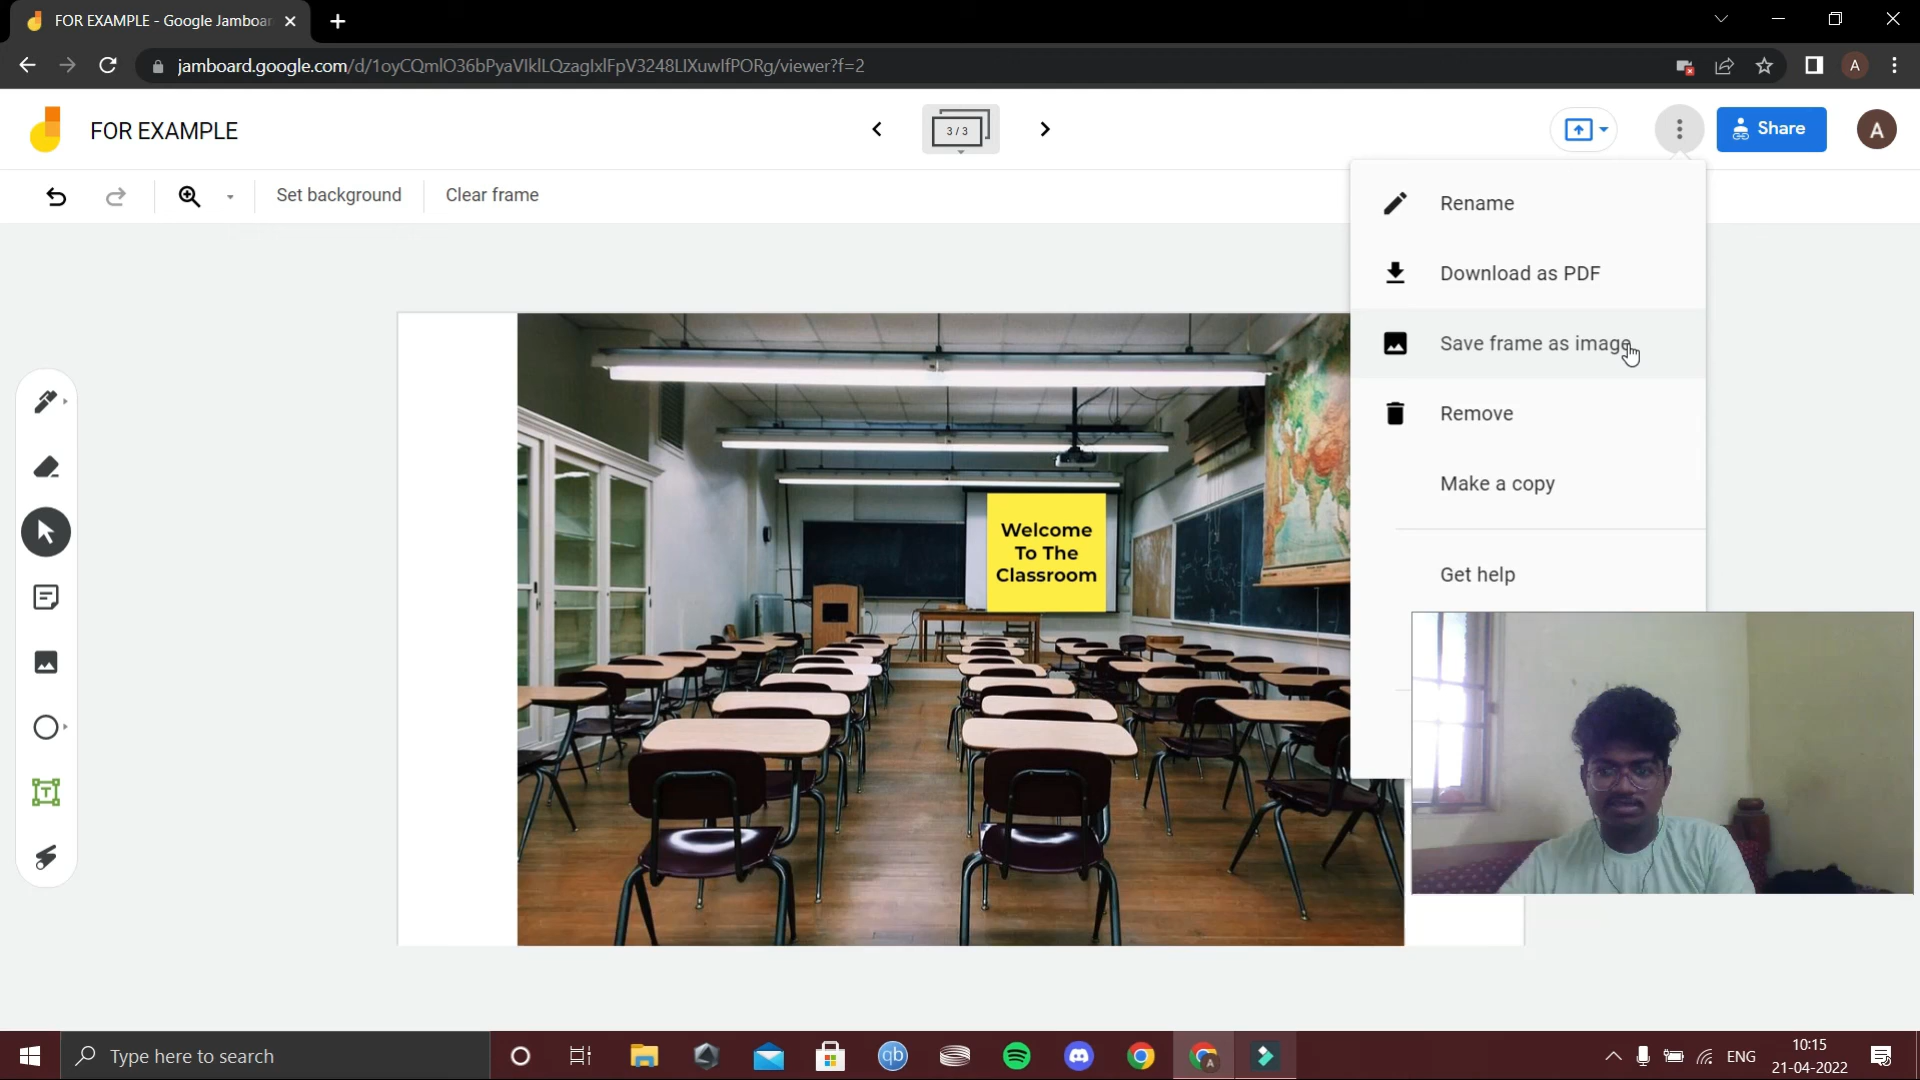 FOR EXAMPLE - Google Jamboar
jamboard.google.com/d/1oyCQmlO36bPyaVIklLQzaglxlFpV3248LlXuwlfPORg/viewer?f=2
A
FOR EXAMPLE
3 / 3
Share
A
Set background
Clear frame
Rename
Download as PDF
Save frame as image
Remove
Make a copy
Get help
Welcome
To The
Classroom
T
Type here to search
qb
A
ENG
10:15
21-04-2022